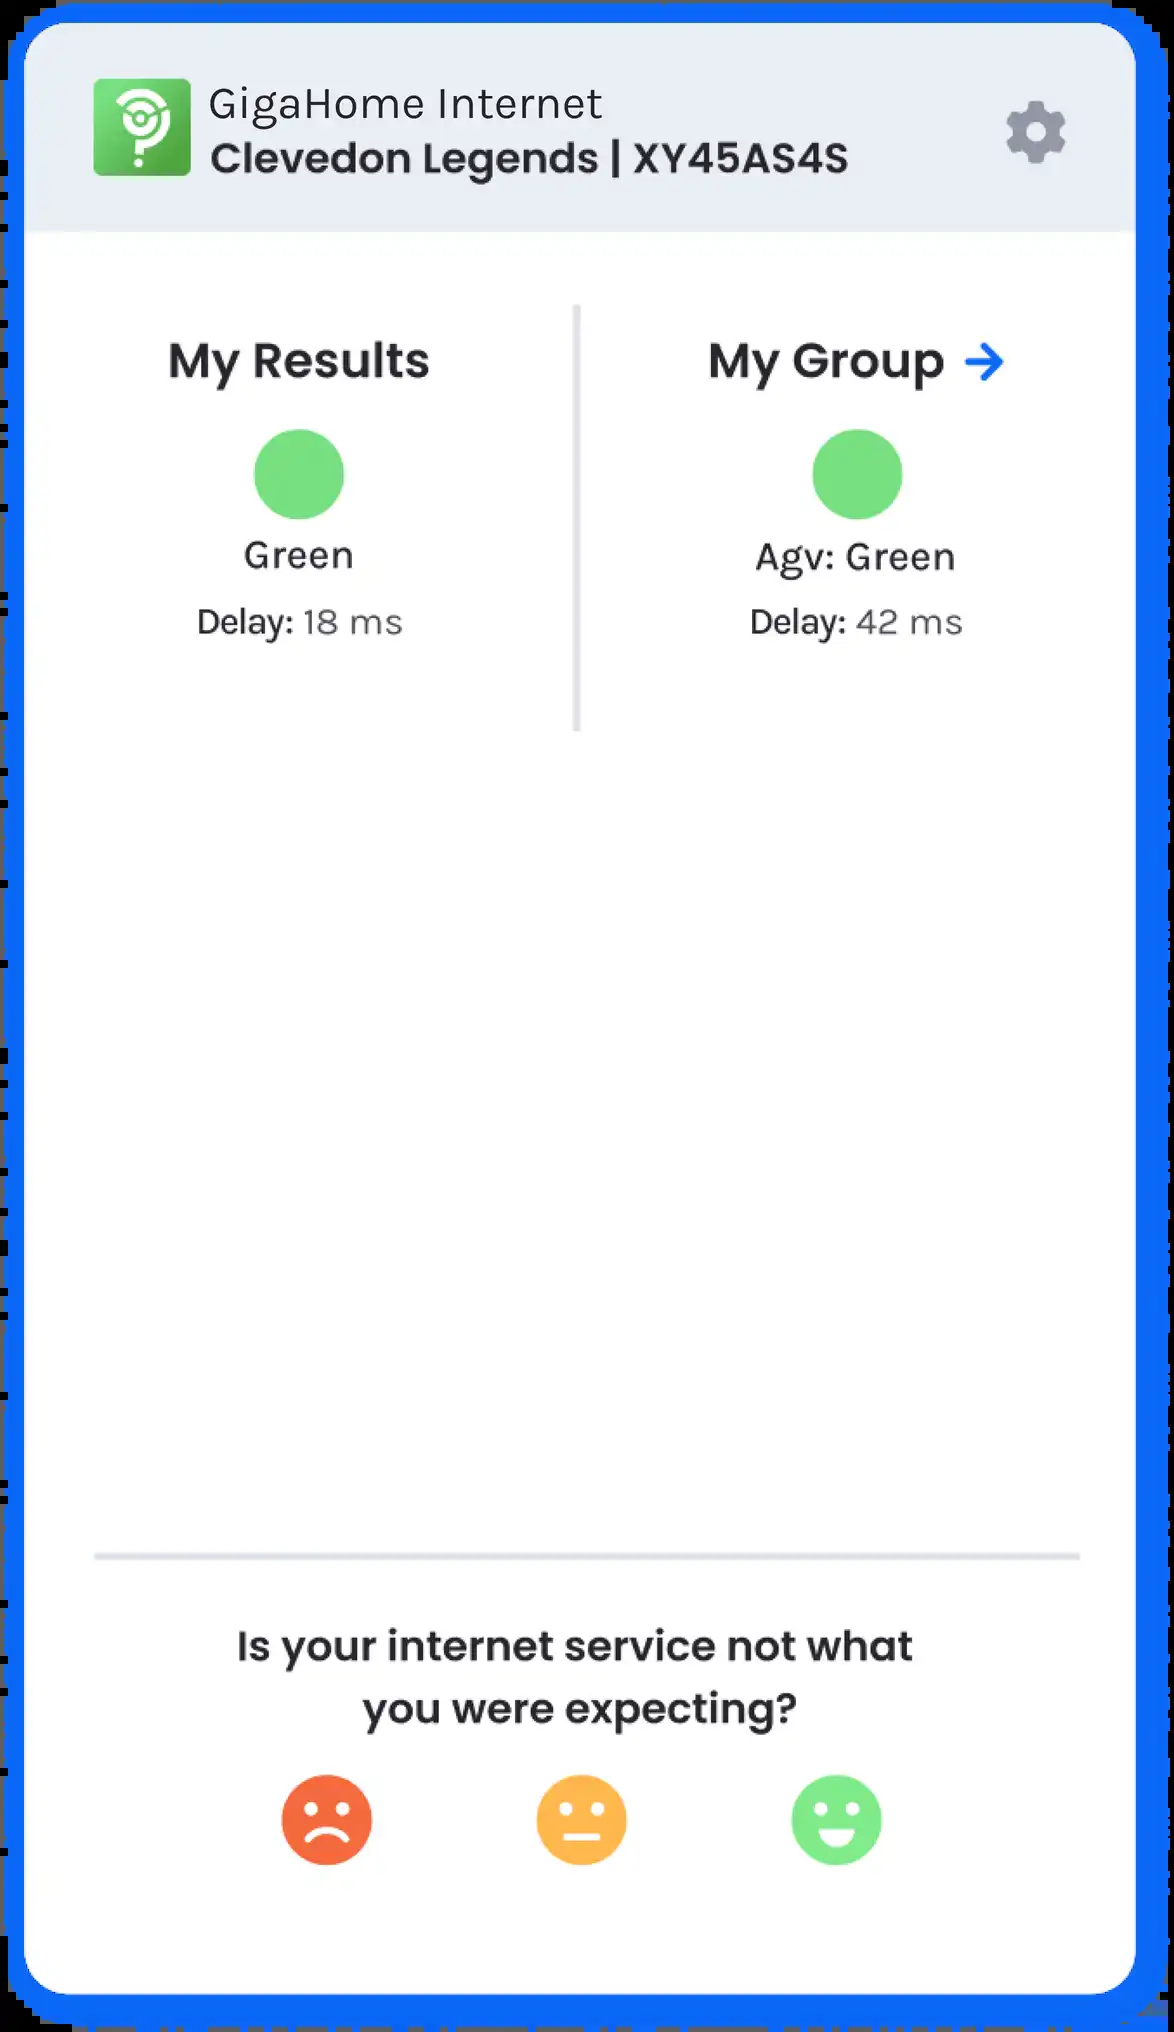 GigaHome Internet
Clevedon Legends | XY45AS4S
My Results
Green
Delay: 18 ms
My Group
Agv: Green
Delay: 42 ms
Is your internet service not what
you were expecting?